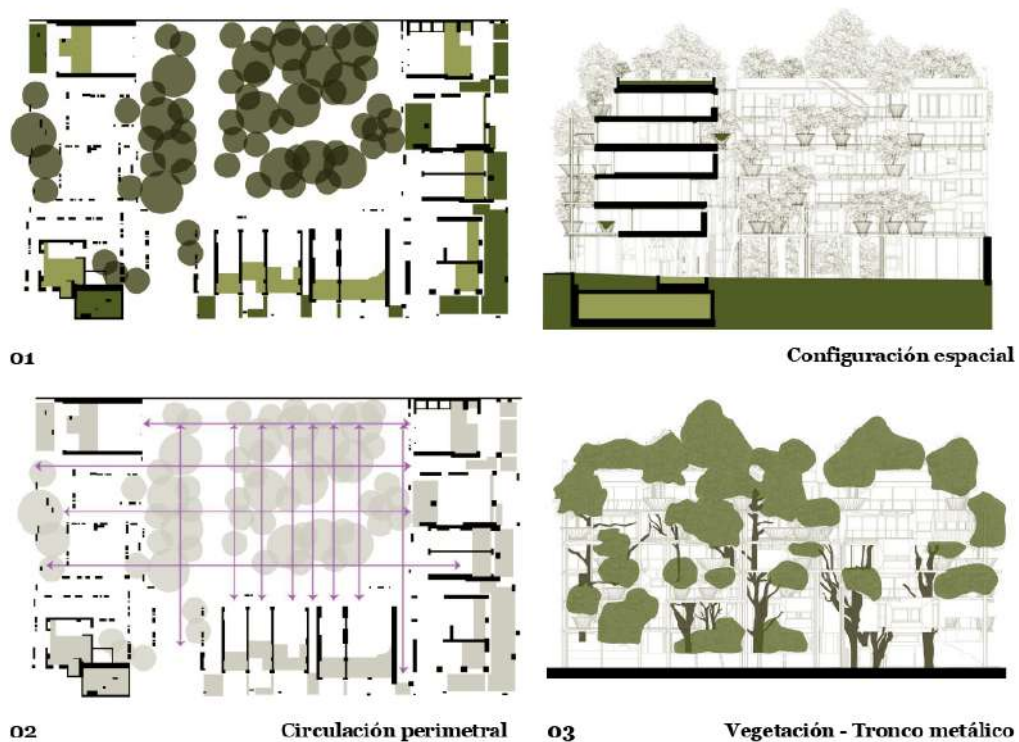 01
Configuración espacial
02
Circulación perimetral
03
Vegetación - Tronco metálico